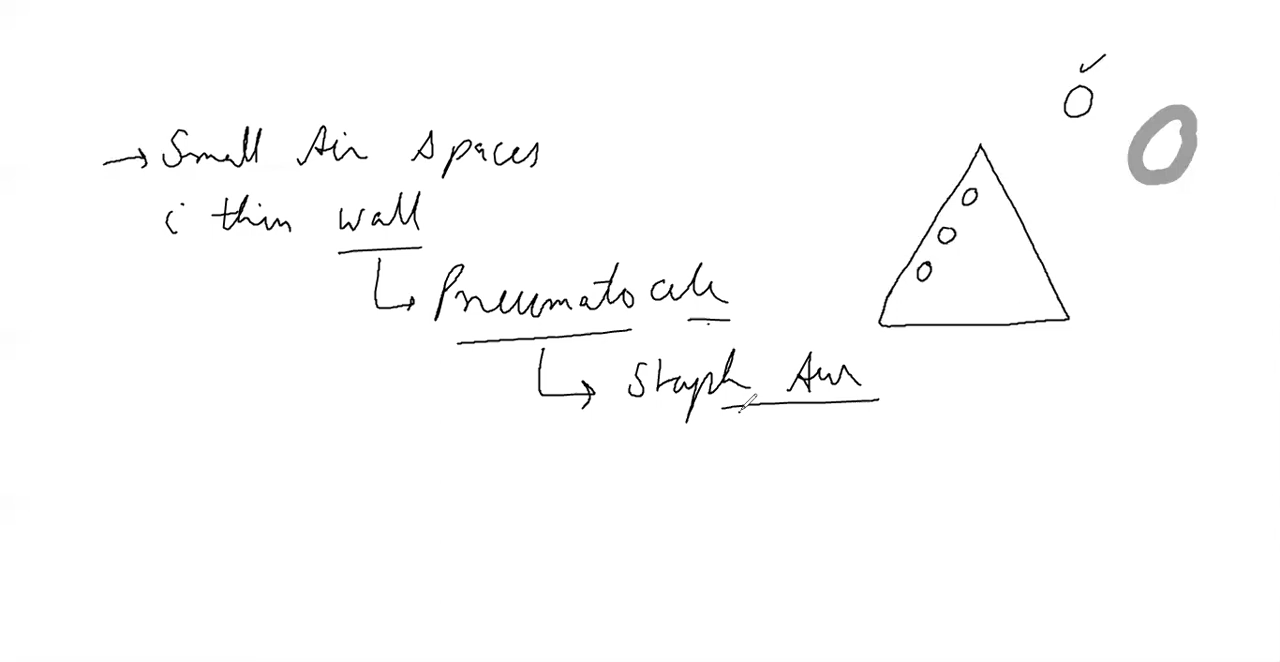 → Small Air spaces
c̄ thin wall
↳ Pneumatocele
↳ Staph Aur